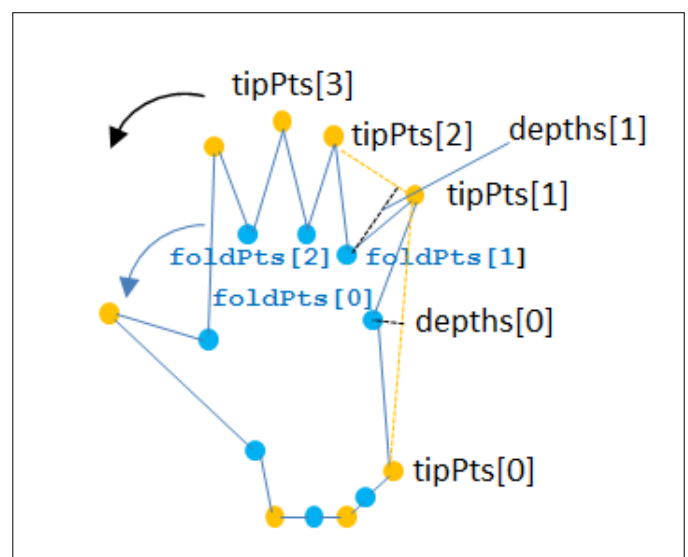 tipPts[3]
tipPts[2]
depths[1]
tipPts[1]
foldPts[2] foldPts[1]
foldPts[0]
depths[0]
tipPts[0]